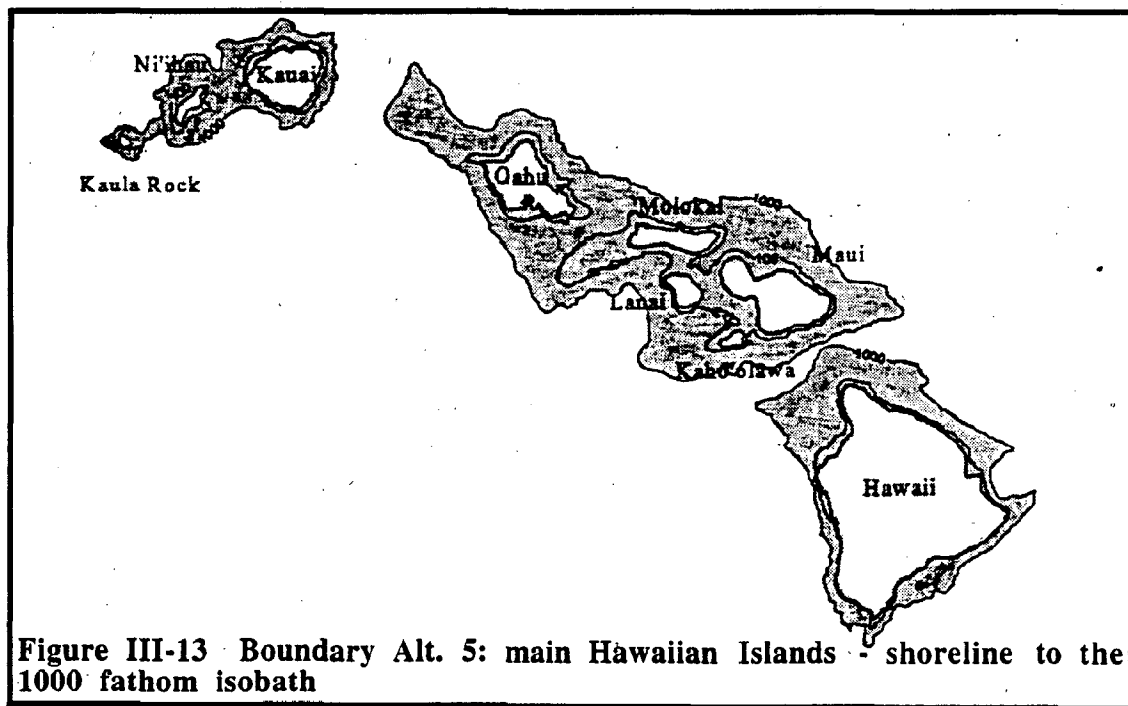 Ni'ihau
Kauai
Kaula Rock
Oahu
Molokai
1000
Maui
100
Lanai
Kaho'olawa
1000
Hawaii
Figure III-13 Boundary Alt. 5: main Hawaiian Islands - shoreline to the
1000 fathom isobath